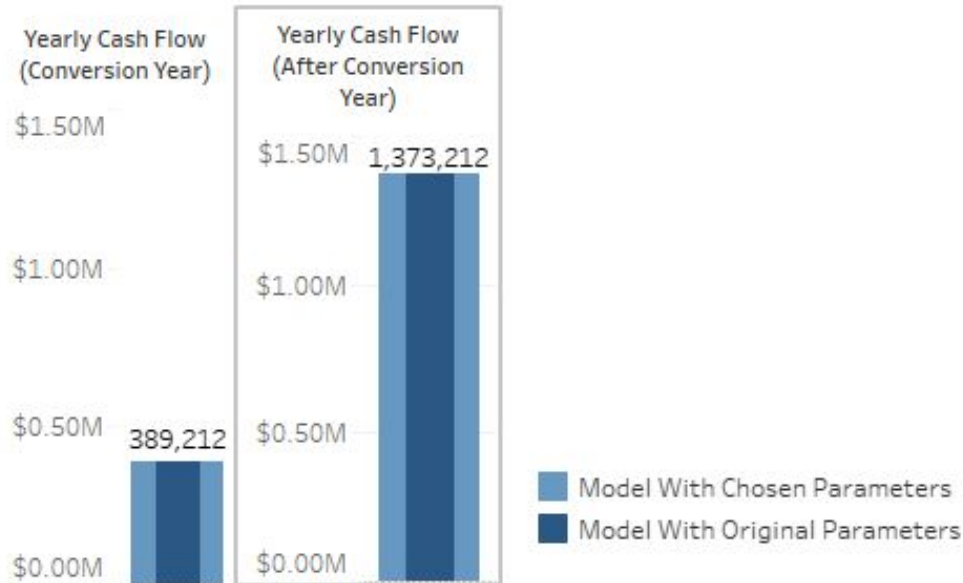 Yearly Cash Flow
(Conversion Year)
$1.50M
$1.00M
$0.50M
389,212
$0.00M
Yearly Cash Flow
(After Conversion
Year)
$1.50M
1,373,212
$1.00M
$0.50M
$0.00M
Model With Chosen Parameters
Model With Original Parameters